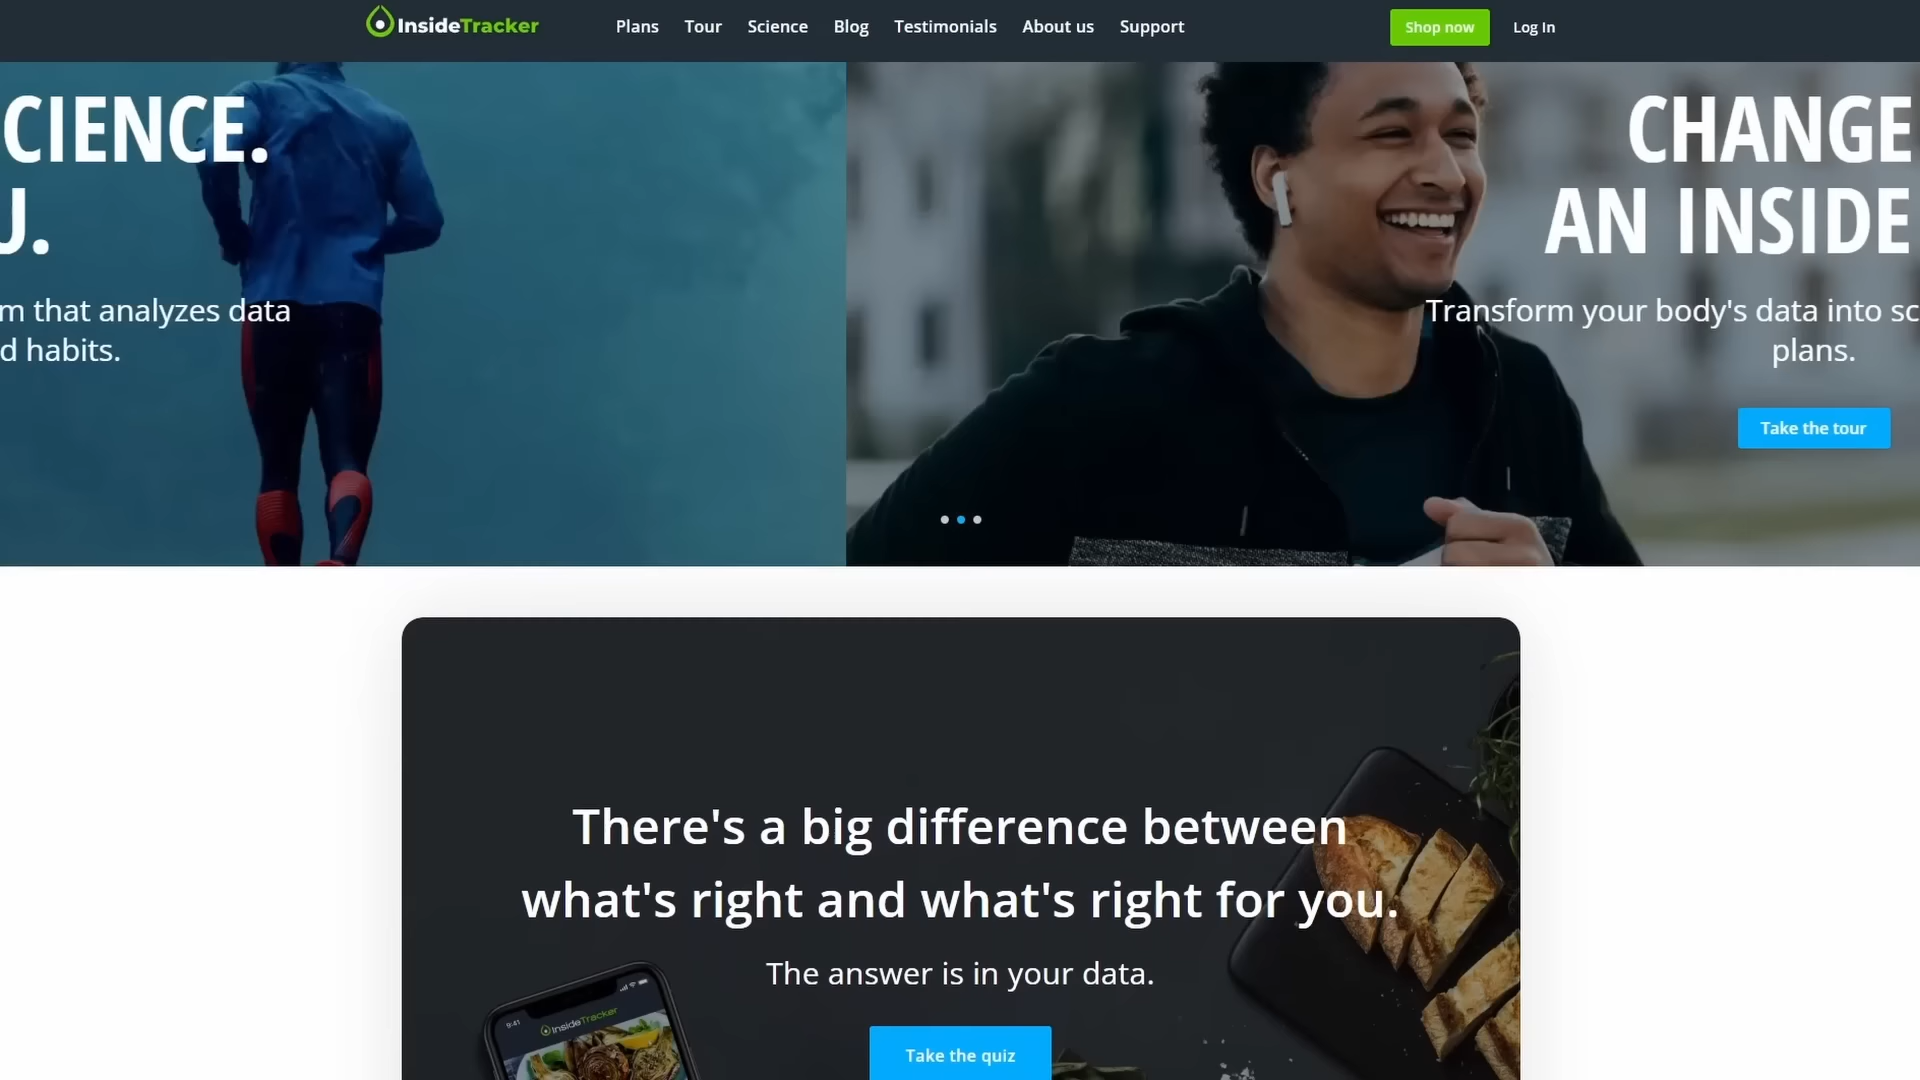 InsideTracker
Plans
Tour
Science
Blog
Testimonials
About us
Support
Shop now
Log In
CIENCE.
U.
m that analyzes data
d habits.
CHANGE
AN INSIDE
Transform your body's data into sc
plans.
Take the tour
There's a big difference between
what's right and what's right for you.
The answer is in your data.
9:41
InsideTracker
Take the quiz